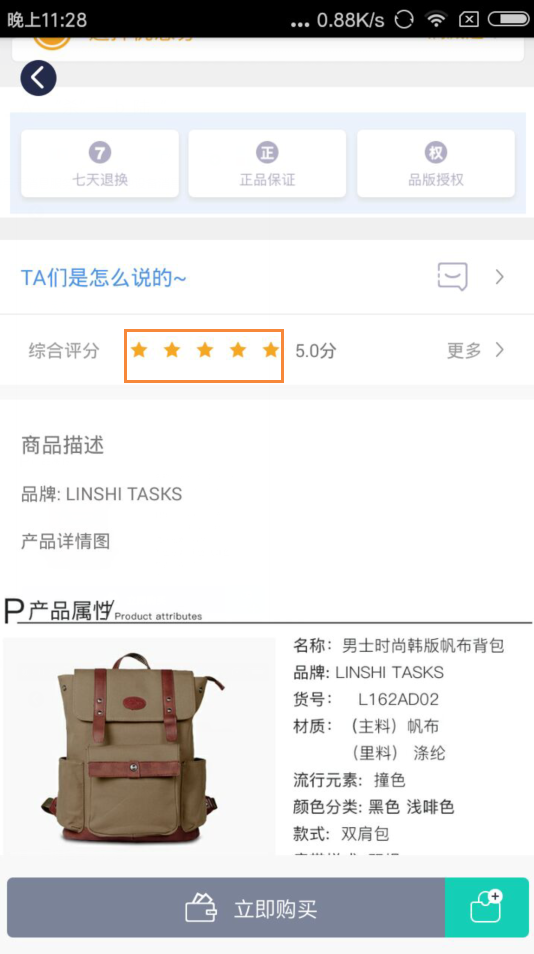 晚上11:28
... 0.88K/s
7 正 权
七天退换 正品保证 品版授权
TA们是怎么说的~
综合评分 5.0分 更多
商品描述
品牌: LINSHI TASKS
产品详情图
产品属性 Product attributes
名称: 男士时尚韩版帆布背包
品牌: LINSHI TASKS
货号: L162AD02
材质: （主料）帆布
（里料） 涤纶
流行元素: 撞色
颜色分类: 黑色 浅啡色
款式: 双肩包
立即购买